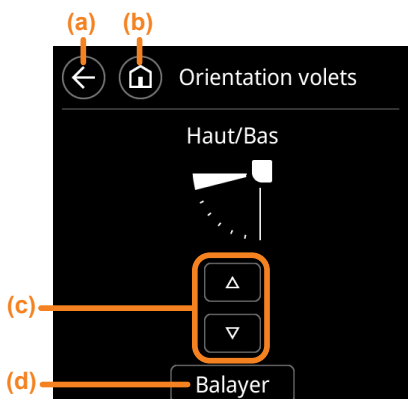 (a) (b)
Orientation volets
Haut/Bas
(c)
(d) Balayer